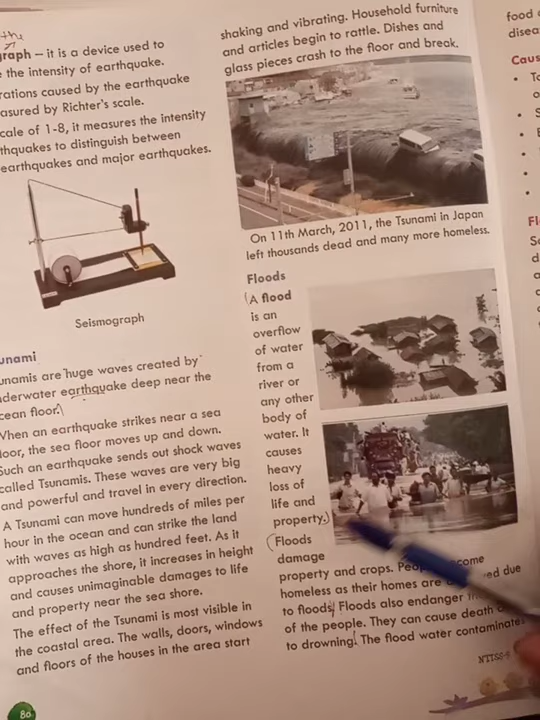 the
graph – it is a device used to
the intensity of earthquake.
rations caused by the earthquake
asured by Richter's scale.
cale of 1-8, it measures the intensity
thquakes to distinguish between
earthquakes and major earthquakes.
Seismograph
unami
unamis are huge waves created by
nderwater earthquake deep near the
cean floor.
When an earthquake strikes near a sea
loor, the sea floor moves up and down.
Such an earthquake sends out shock waves
called Tsunamis. These waves are very big
and powerful and travel in every direction.
A Tsunami can move hundreds of miles per
hour in the ocean and can strike the land
with waves as high as hundred feet. As it
approaches the shore, it increases in height
and causes unimaginable damages to life
and property near the sea shore.
The effect of the Tsunami is most visible in
the coastal area. The walls, doors, windows
and floors of the houses in the area start
86
shaking and vibrating. Household furniture
and articles begin to rattle. Dishes and
glass pieces crash to the floor and break.
On 11th March, 2011, the Tsunami in Japan
left thousands dead and many more homeless.
Floods
(A flood
is an
overflow
of water
from a
river or
any other
body of
water. It
causes
heavy
loss of
life and
property.)
(Floods
damage
property and crops. become
homeless as their homes are due
to floods. Floods also endanger
of the people. They can cause death
to drowning. The flood water contaminates
food
disea
Caus
• To
o
• S
• E
Fl
So
d